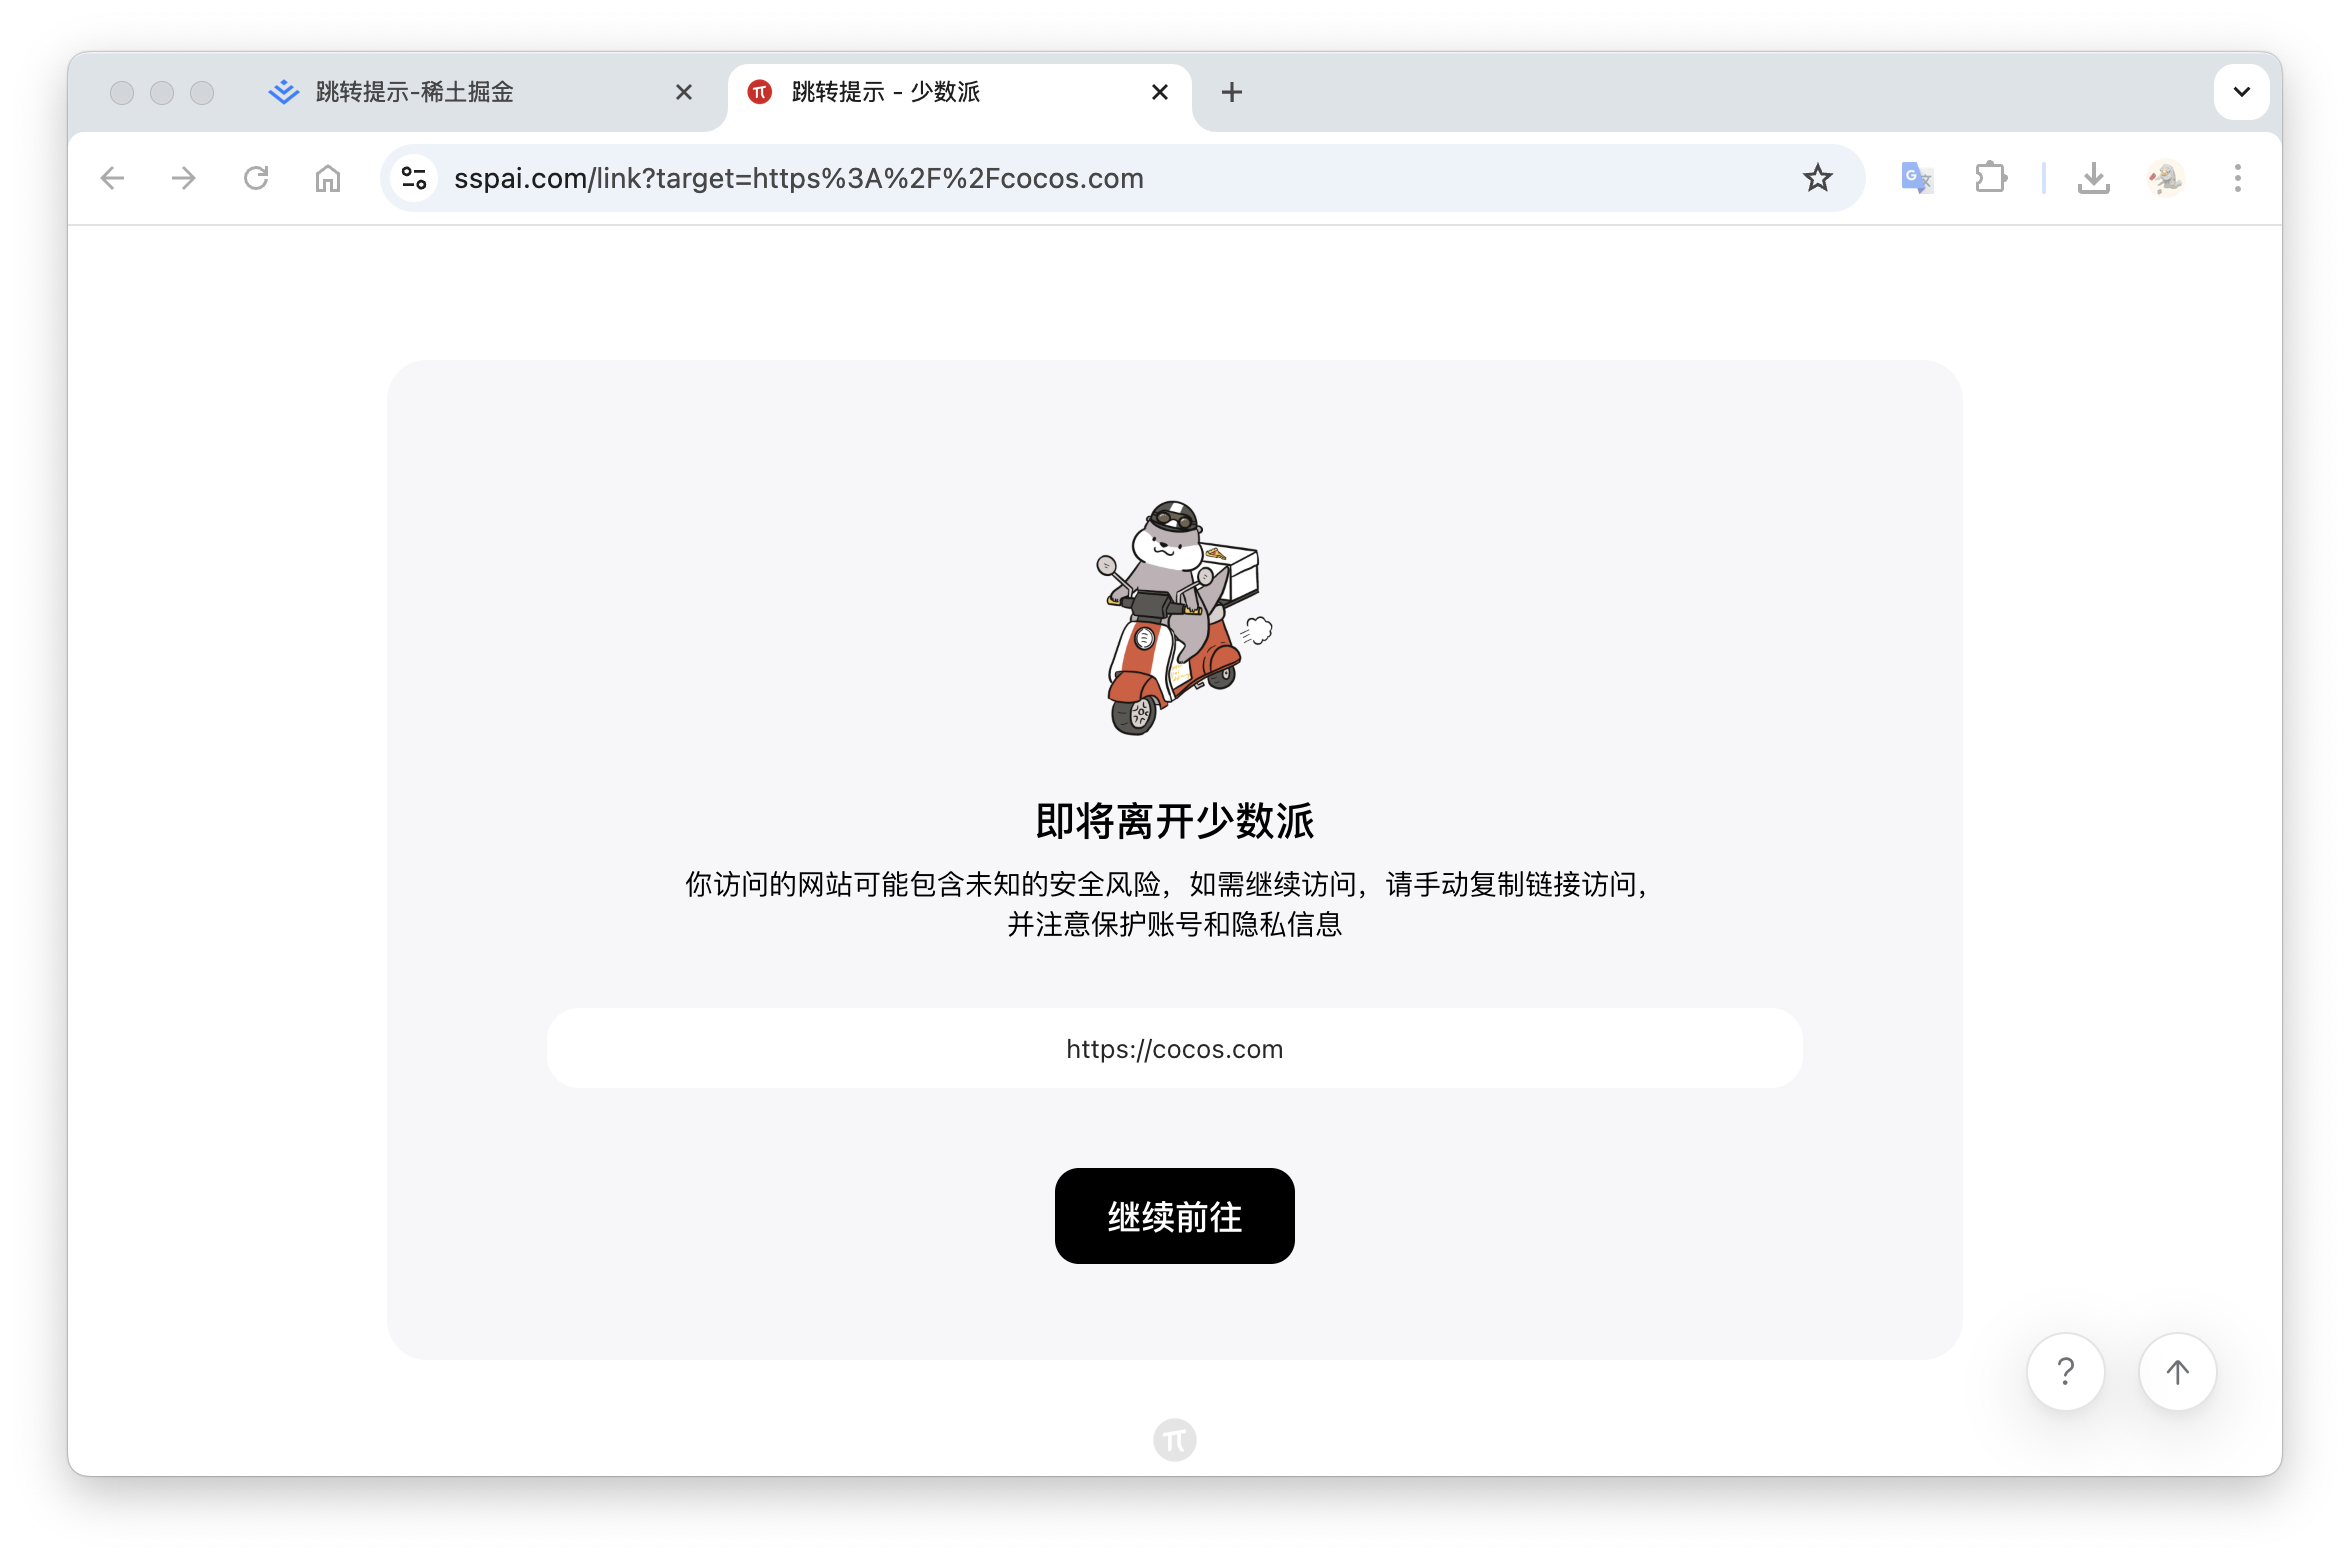 跳转提示-稀土掘金
跳转提示 - 少数派
sspai.com/link?target=https%3A%2F%2Fcocos.com
即将离开少数派
你访问的网站可能包含未知的安全风险，如需继续访问，请手动复制链接访问，
并注意保护账号和隐私信息
https://cocos.com
继续前往
?